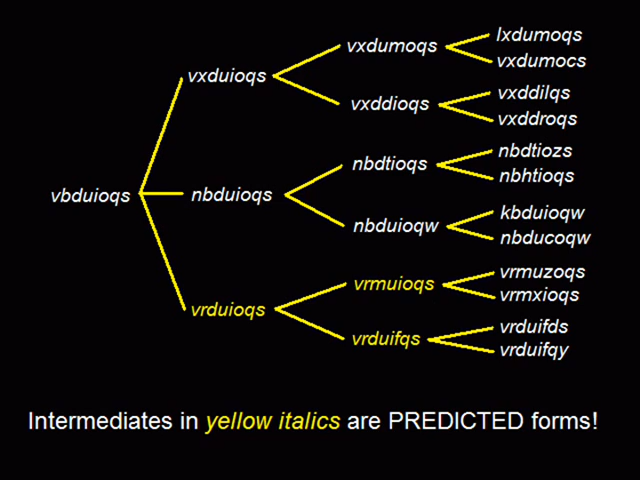 lxdumoqs
vxdumoqs
vxdumocs
vxduioqs
vxddilqs
vxddioqs
vxddroqs
nbdtiozs
nbdtioqs
nbhtioqs
vbduioqs
nbduioqs
kbduioqw
nbduioqw
nbducoqw
vrmuzoqs
vrmuioqs
vrmxioqs
vrduioqs
vrduifds
vrduifqs
vrduifqy
Intermediates in yellow italics are PREDICTED forms!